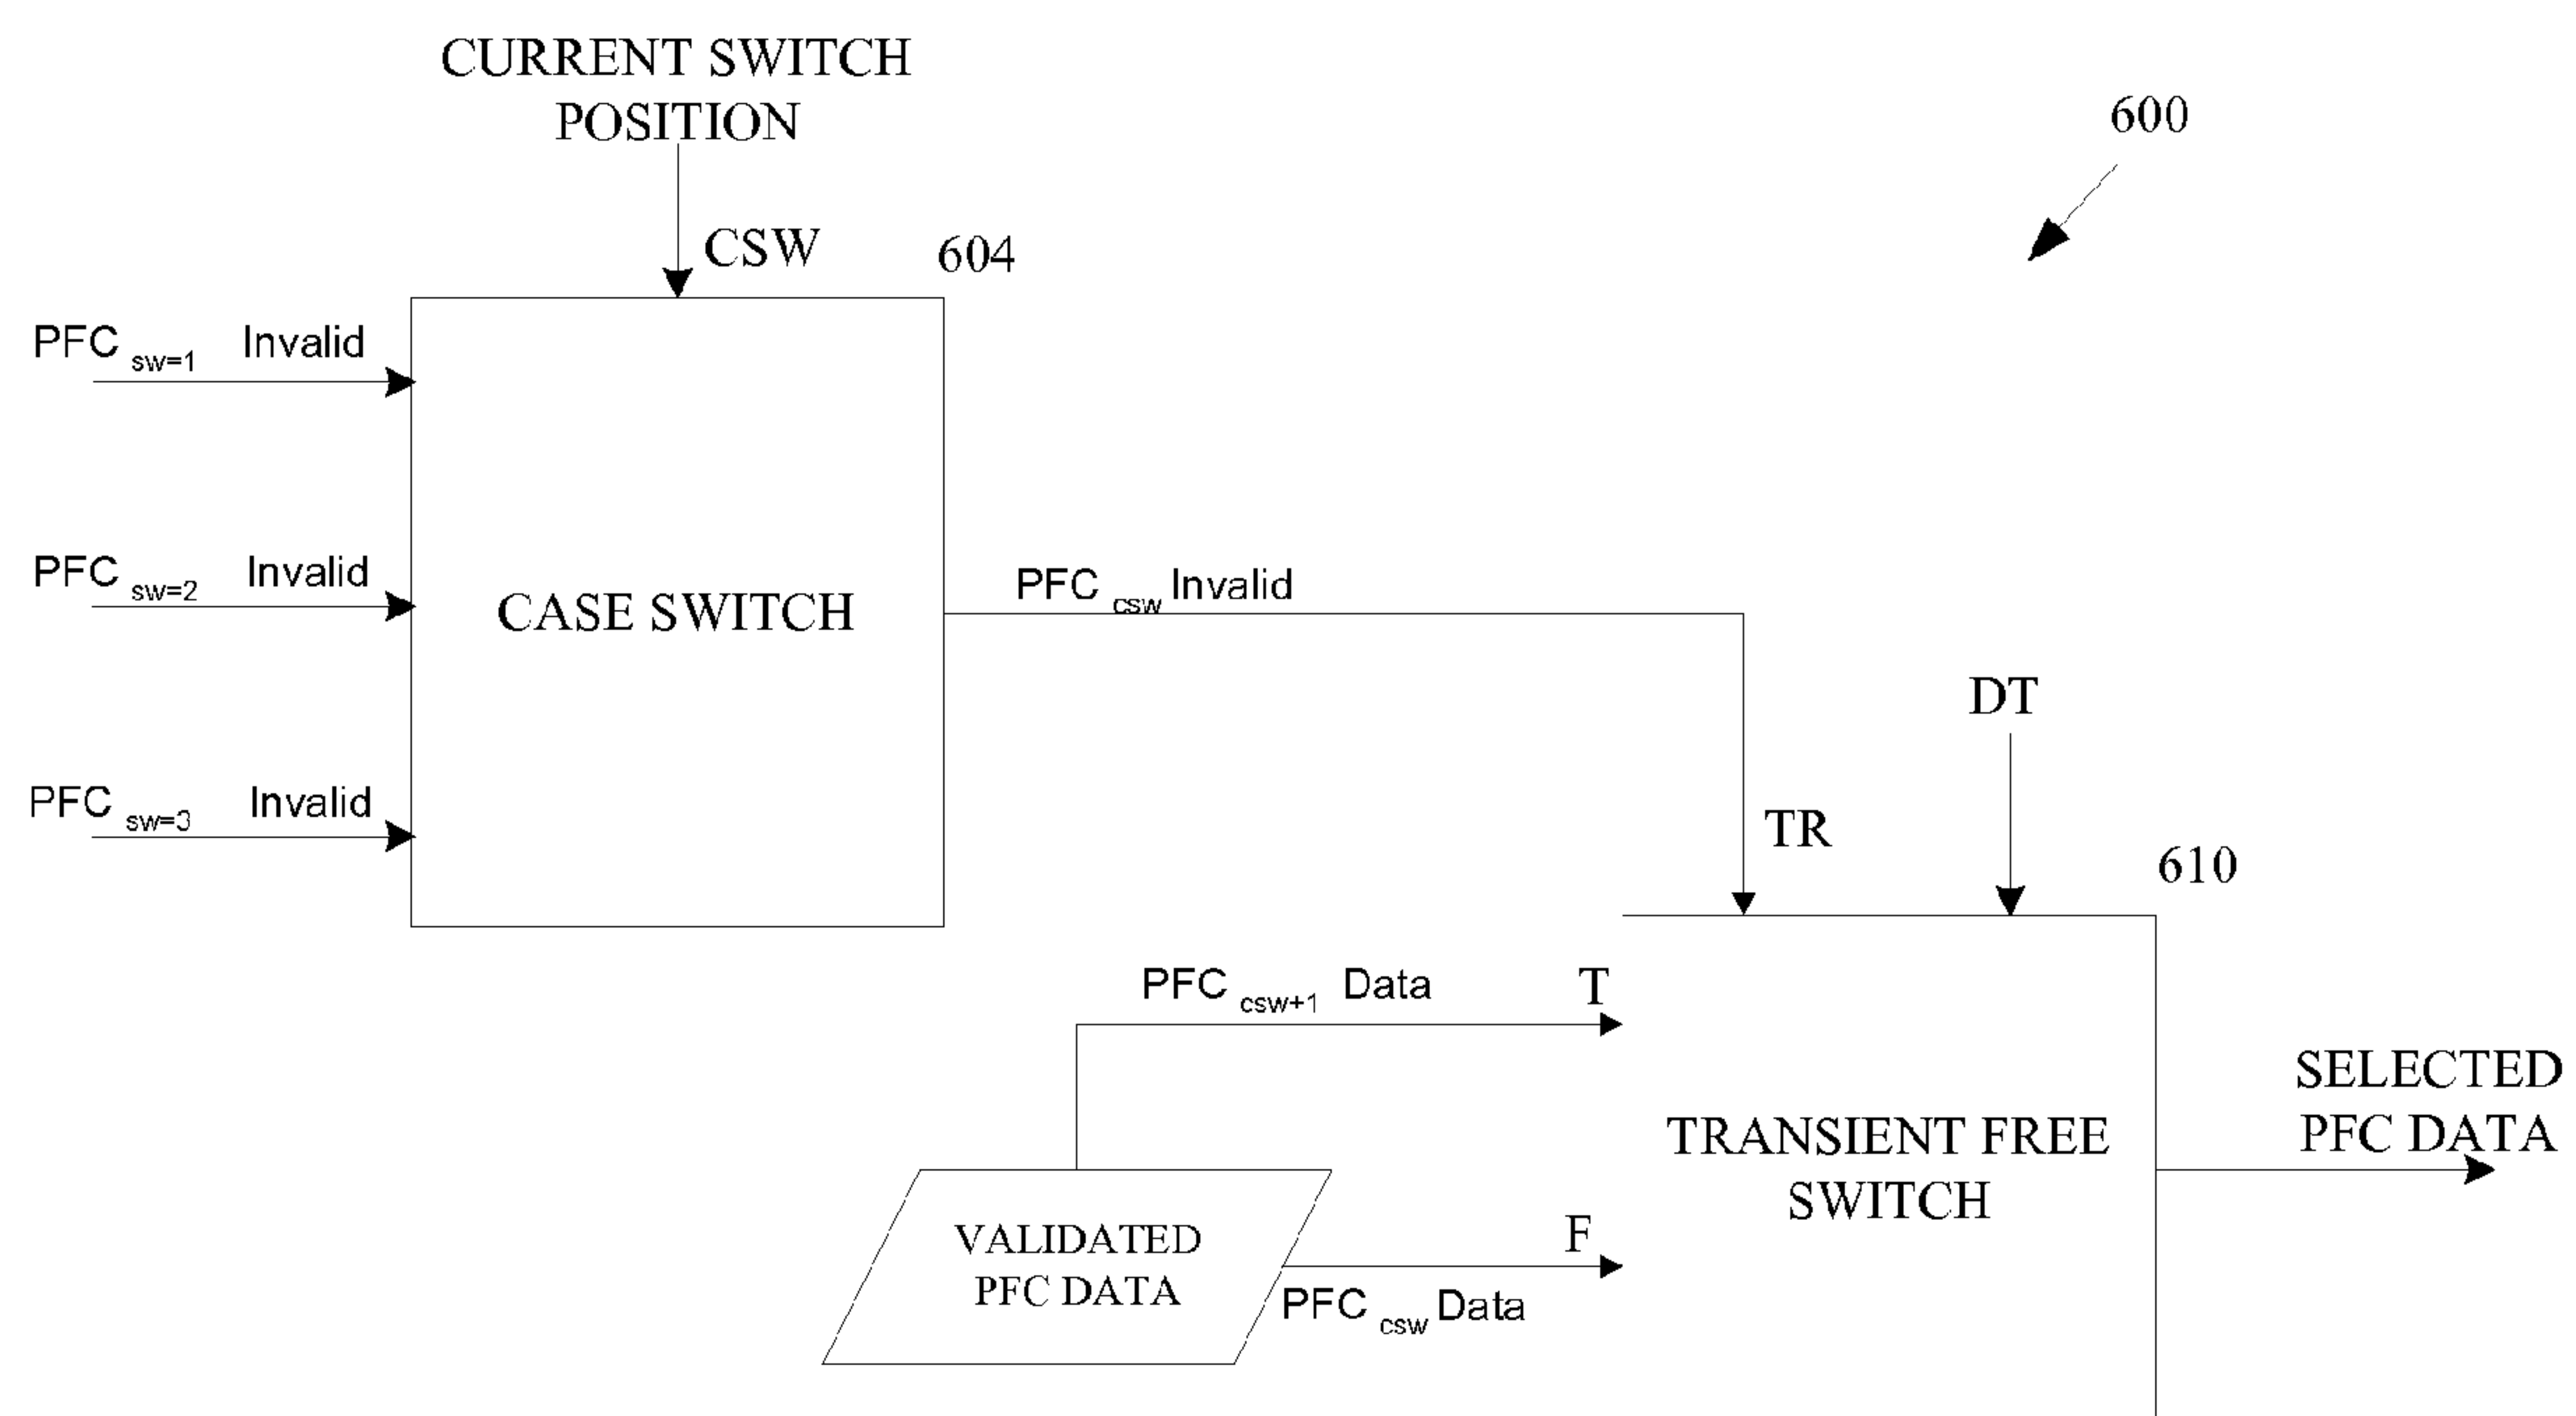 CURRENT SWITCH
POSITION
600
CSW
604
PFC sw=1 Invalid
PFC sw=2 Invalid
CASE SWITCH
PFC csw Invalid
DT
PFC sw=3 Invalid
TR
610
PFC csw+1 Data
T
SELECTED
PFC DATA
TRANSIENT FREE
SWITCH
VALIDATED
PFC DATA
F
PFC csw Data